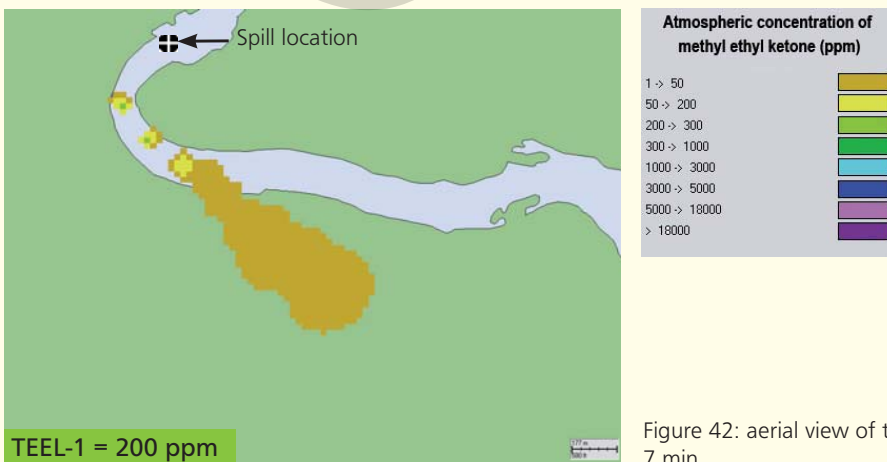 Spill location
TEEL-1 = 200 ppm
Atmospheric concentration of
methyl ethyl ketone (ppm)
1 -> 50
50 -> 200
200 -> 300
300 -> 1000
1000 -> 3000
3000 -> 5000
5000 -> 18000
> 18000
Figure 42: aerial view of t
7 min